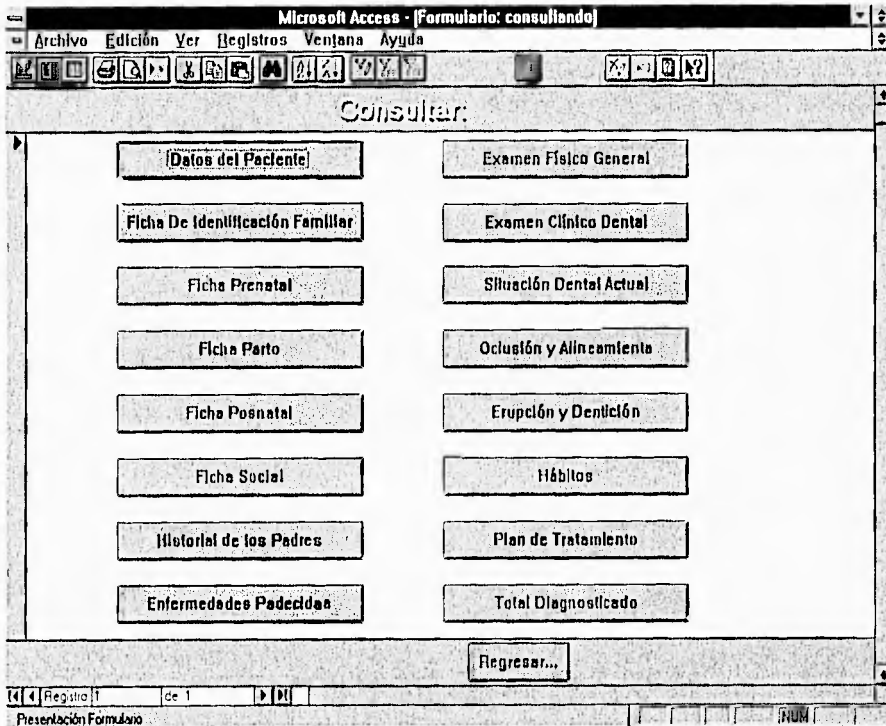 Microsoft Access - [Formulario: consultando]
Archivo Edición Ver Registros Ventana Ayuda
Consultar:
Datos del Paciente
Examen Físico General
Ficha De Identificación Familiar
Examen Clínico Dental
Ficha Prenatal
Situación Dental Actual
Ficha Parto
Oclusión y Alineamiento
Ficha Posnatal
Erupción y Dentición
Ficha Social
Hábitos
Historial de los Padres
Plan de Tratamiento
Enfermedades Padecidas
Total Diagnosticado
Regresar...
Registro: 1 de 1
Presentación Formulario NUM